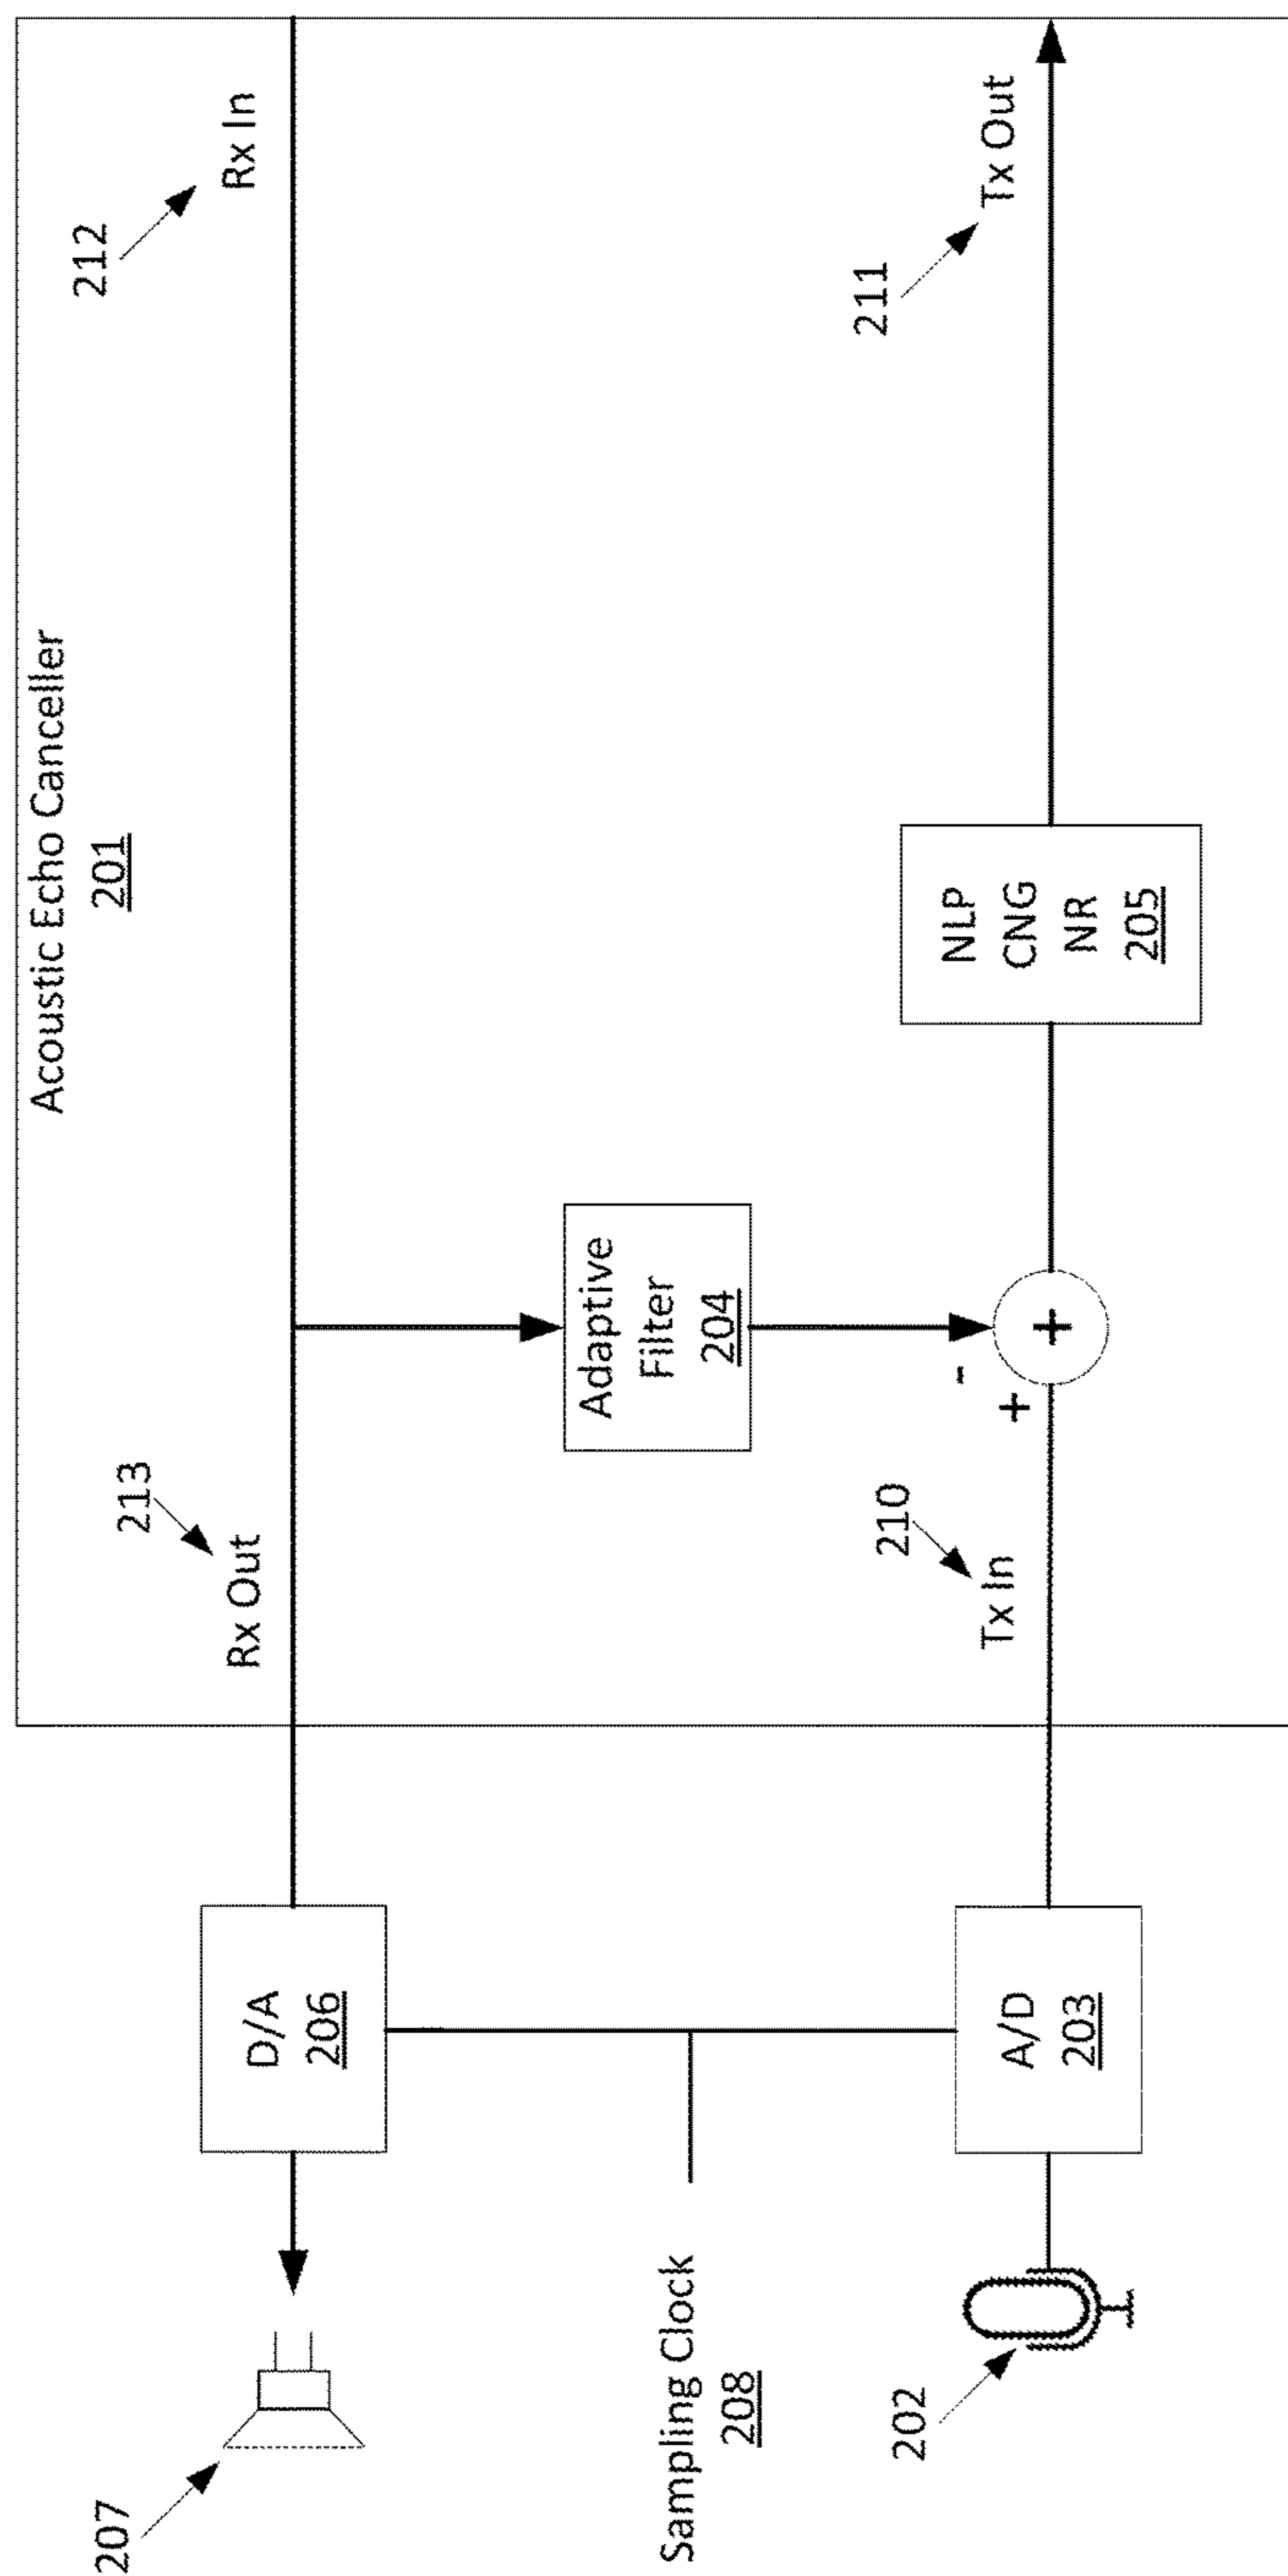 Acoustic Echo Canceller
201
207
D/A
206
213
Rx Out
212
Rx In
Sampling Clock
208
Adaptive
Filter
204
202
A/D
203
210
Tx In
-
+
+
NLP
CNG
NR
205
211
Tx Out